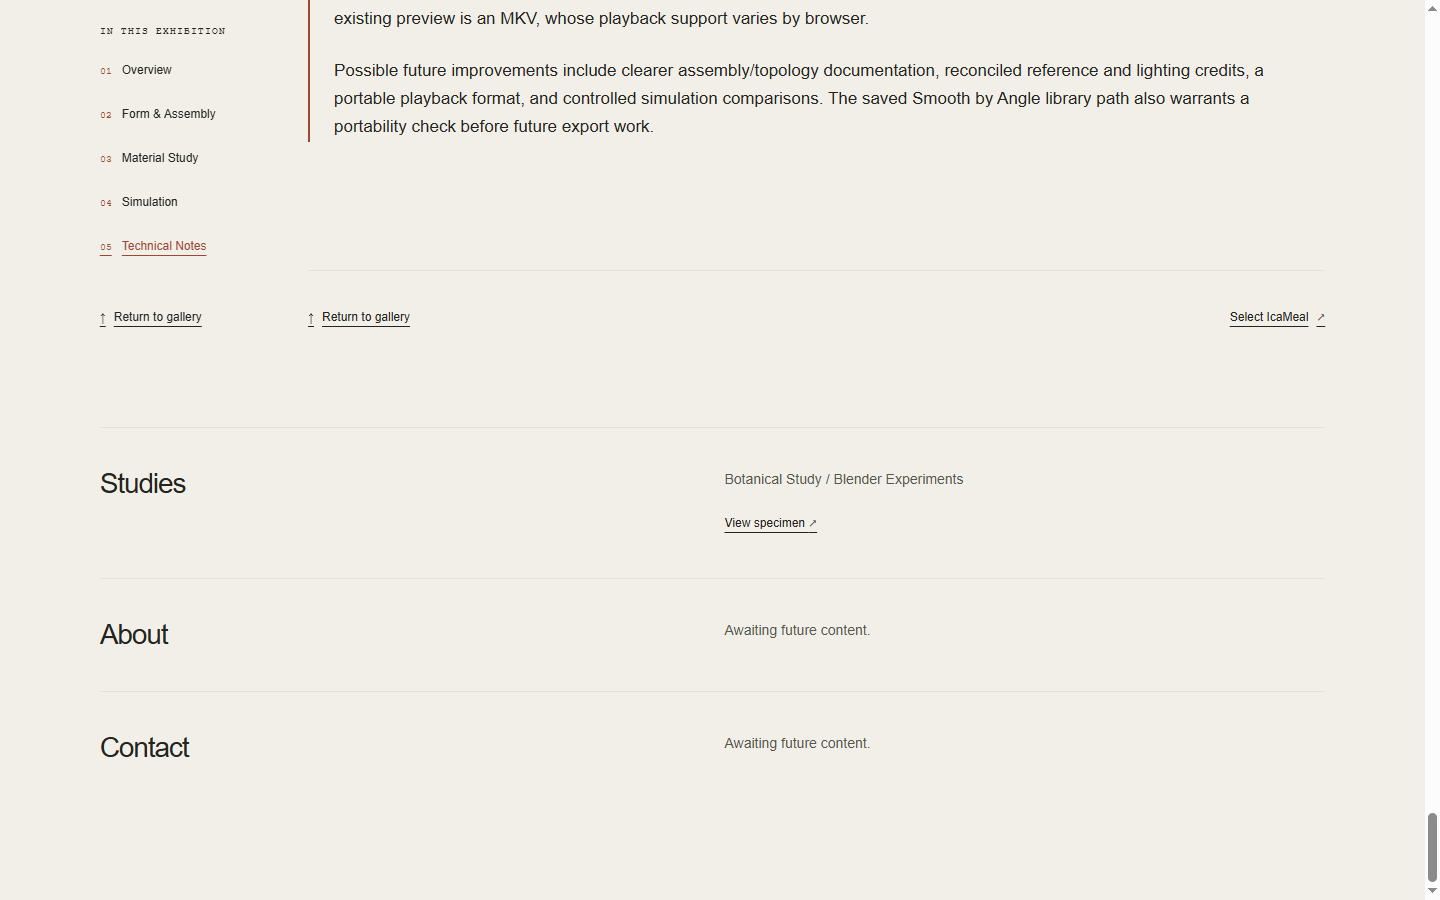 IN THIS EXHIBITION
01 Overview
02 Form & Assembly
03 Material Study
04 Simulation
05 Technical Notes
↑ Return to gallery
existing preview is an MKV, whose playback support varies by browser.
Possible future improvements include clearer assembly/topology documentation, reconciled reference and lighting credits, a
portable playback format, and controlled simulation comparisons. The saved Smooth by Angle library path also warrants a
portability check before future export work.
↑ Return to gallery
Select IcaMeal ↗
Studies
Botanical Study / Blender Experiments
View specimen ↗
About
Awaiting future content.
Contact
Awaiting future content.